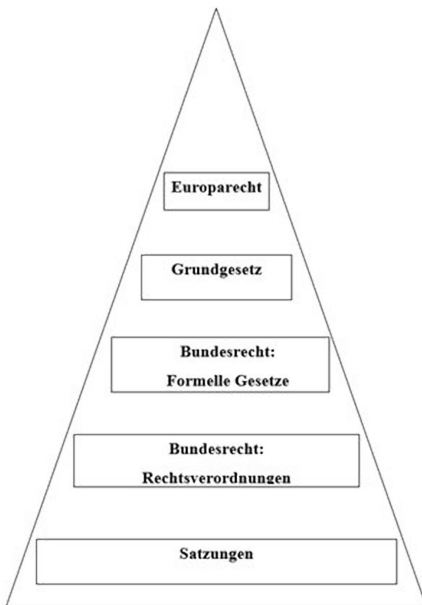 Europarecht
Grundgesetz
Bundesrecht:
Formelle Gesetze
Bundesrecht:
Rechtsverordnungen
Satzungen